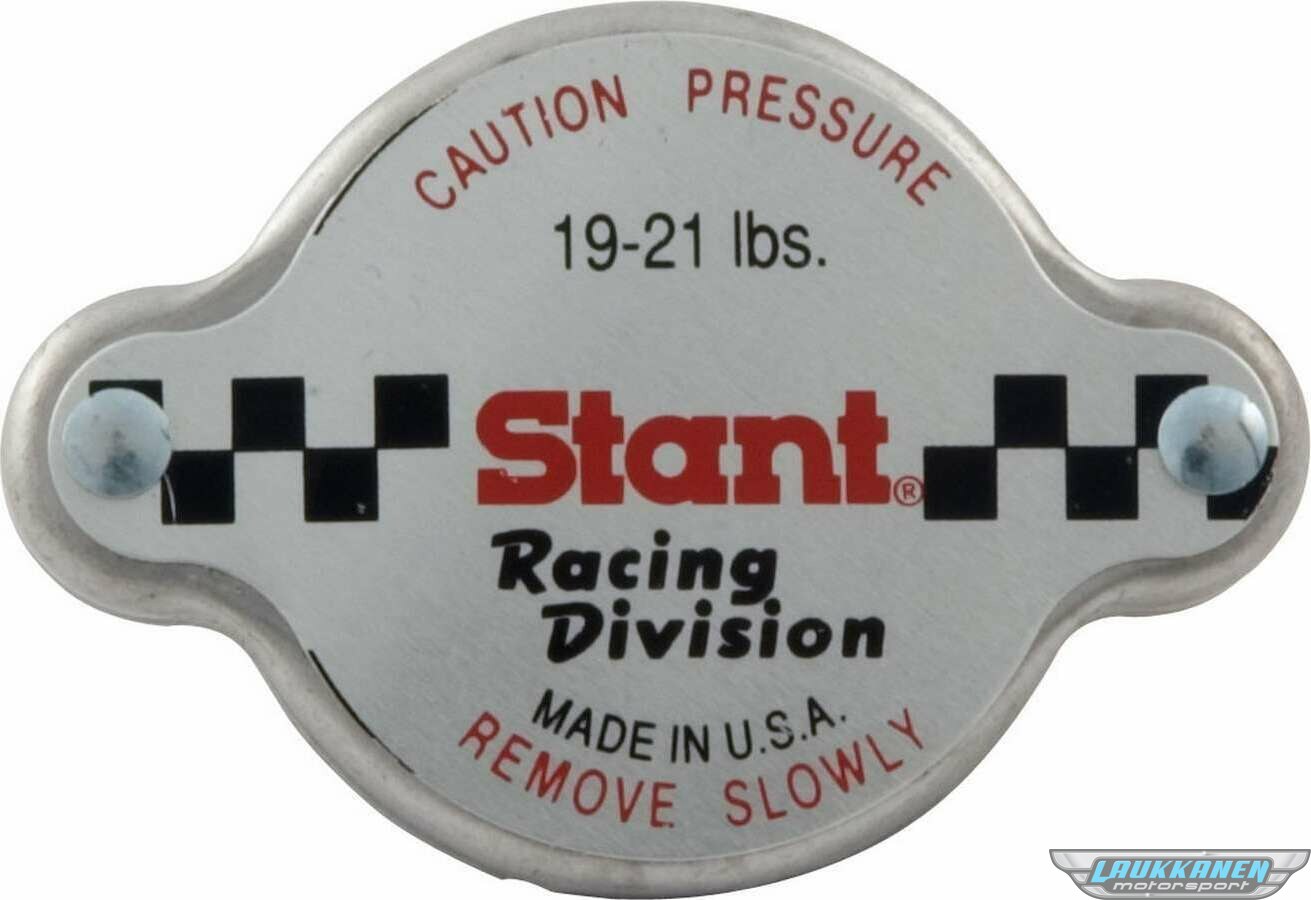 CAUTION PRESSURE
19-21 lbs.
Stant®
Racing
Division
MADE IN U.S.A.
REMOVE SLOWLY
LAUKKANEN
motorsport